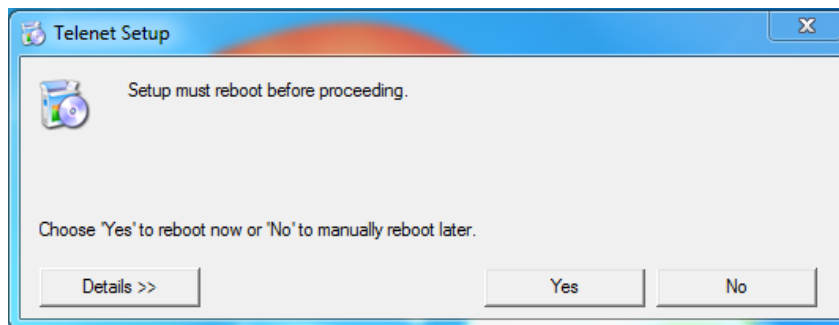 Telenet Setup
Setup must reboot before proceeding.
Choose 'Yes' to reboot now or 'No' to manually reboot later.
Details >>
Yes
No